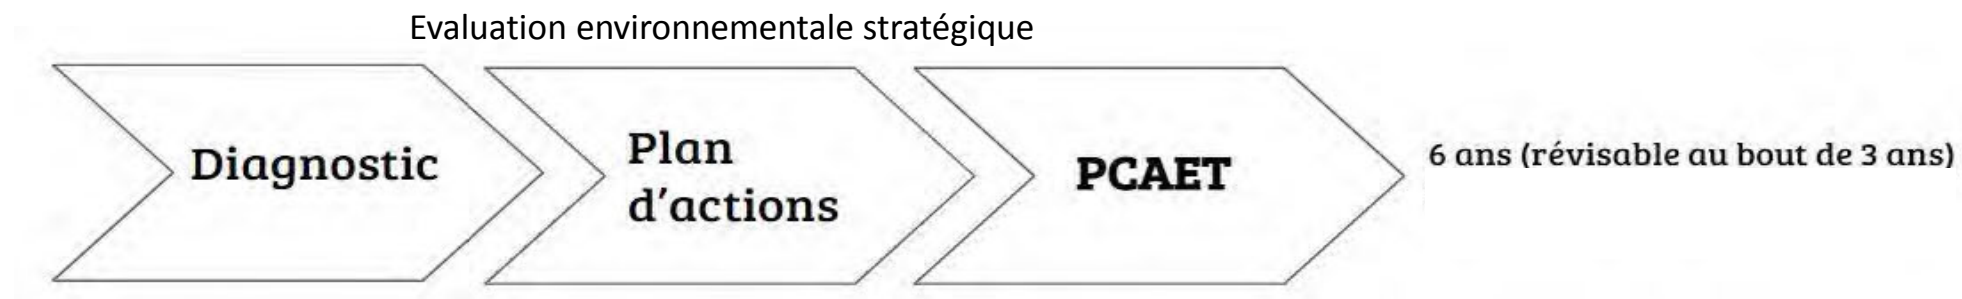 Evaluation environnementale stratégique
Diagnostic
Plan
d'actions
PCAET
6 ans (révisable au bout de 3 ans)